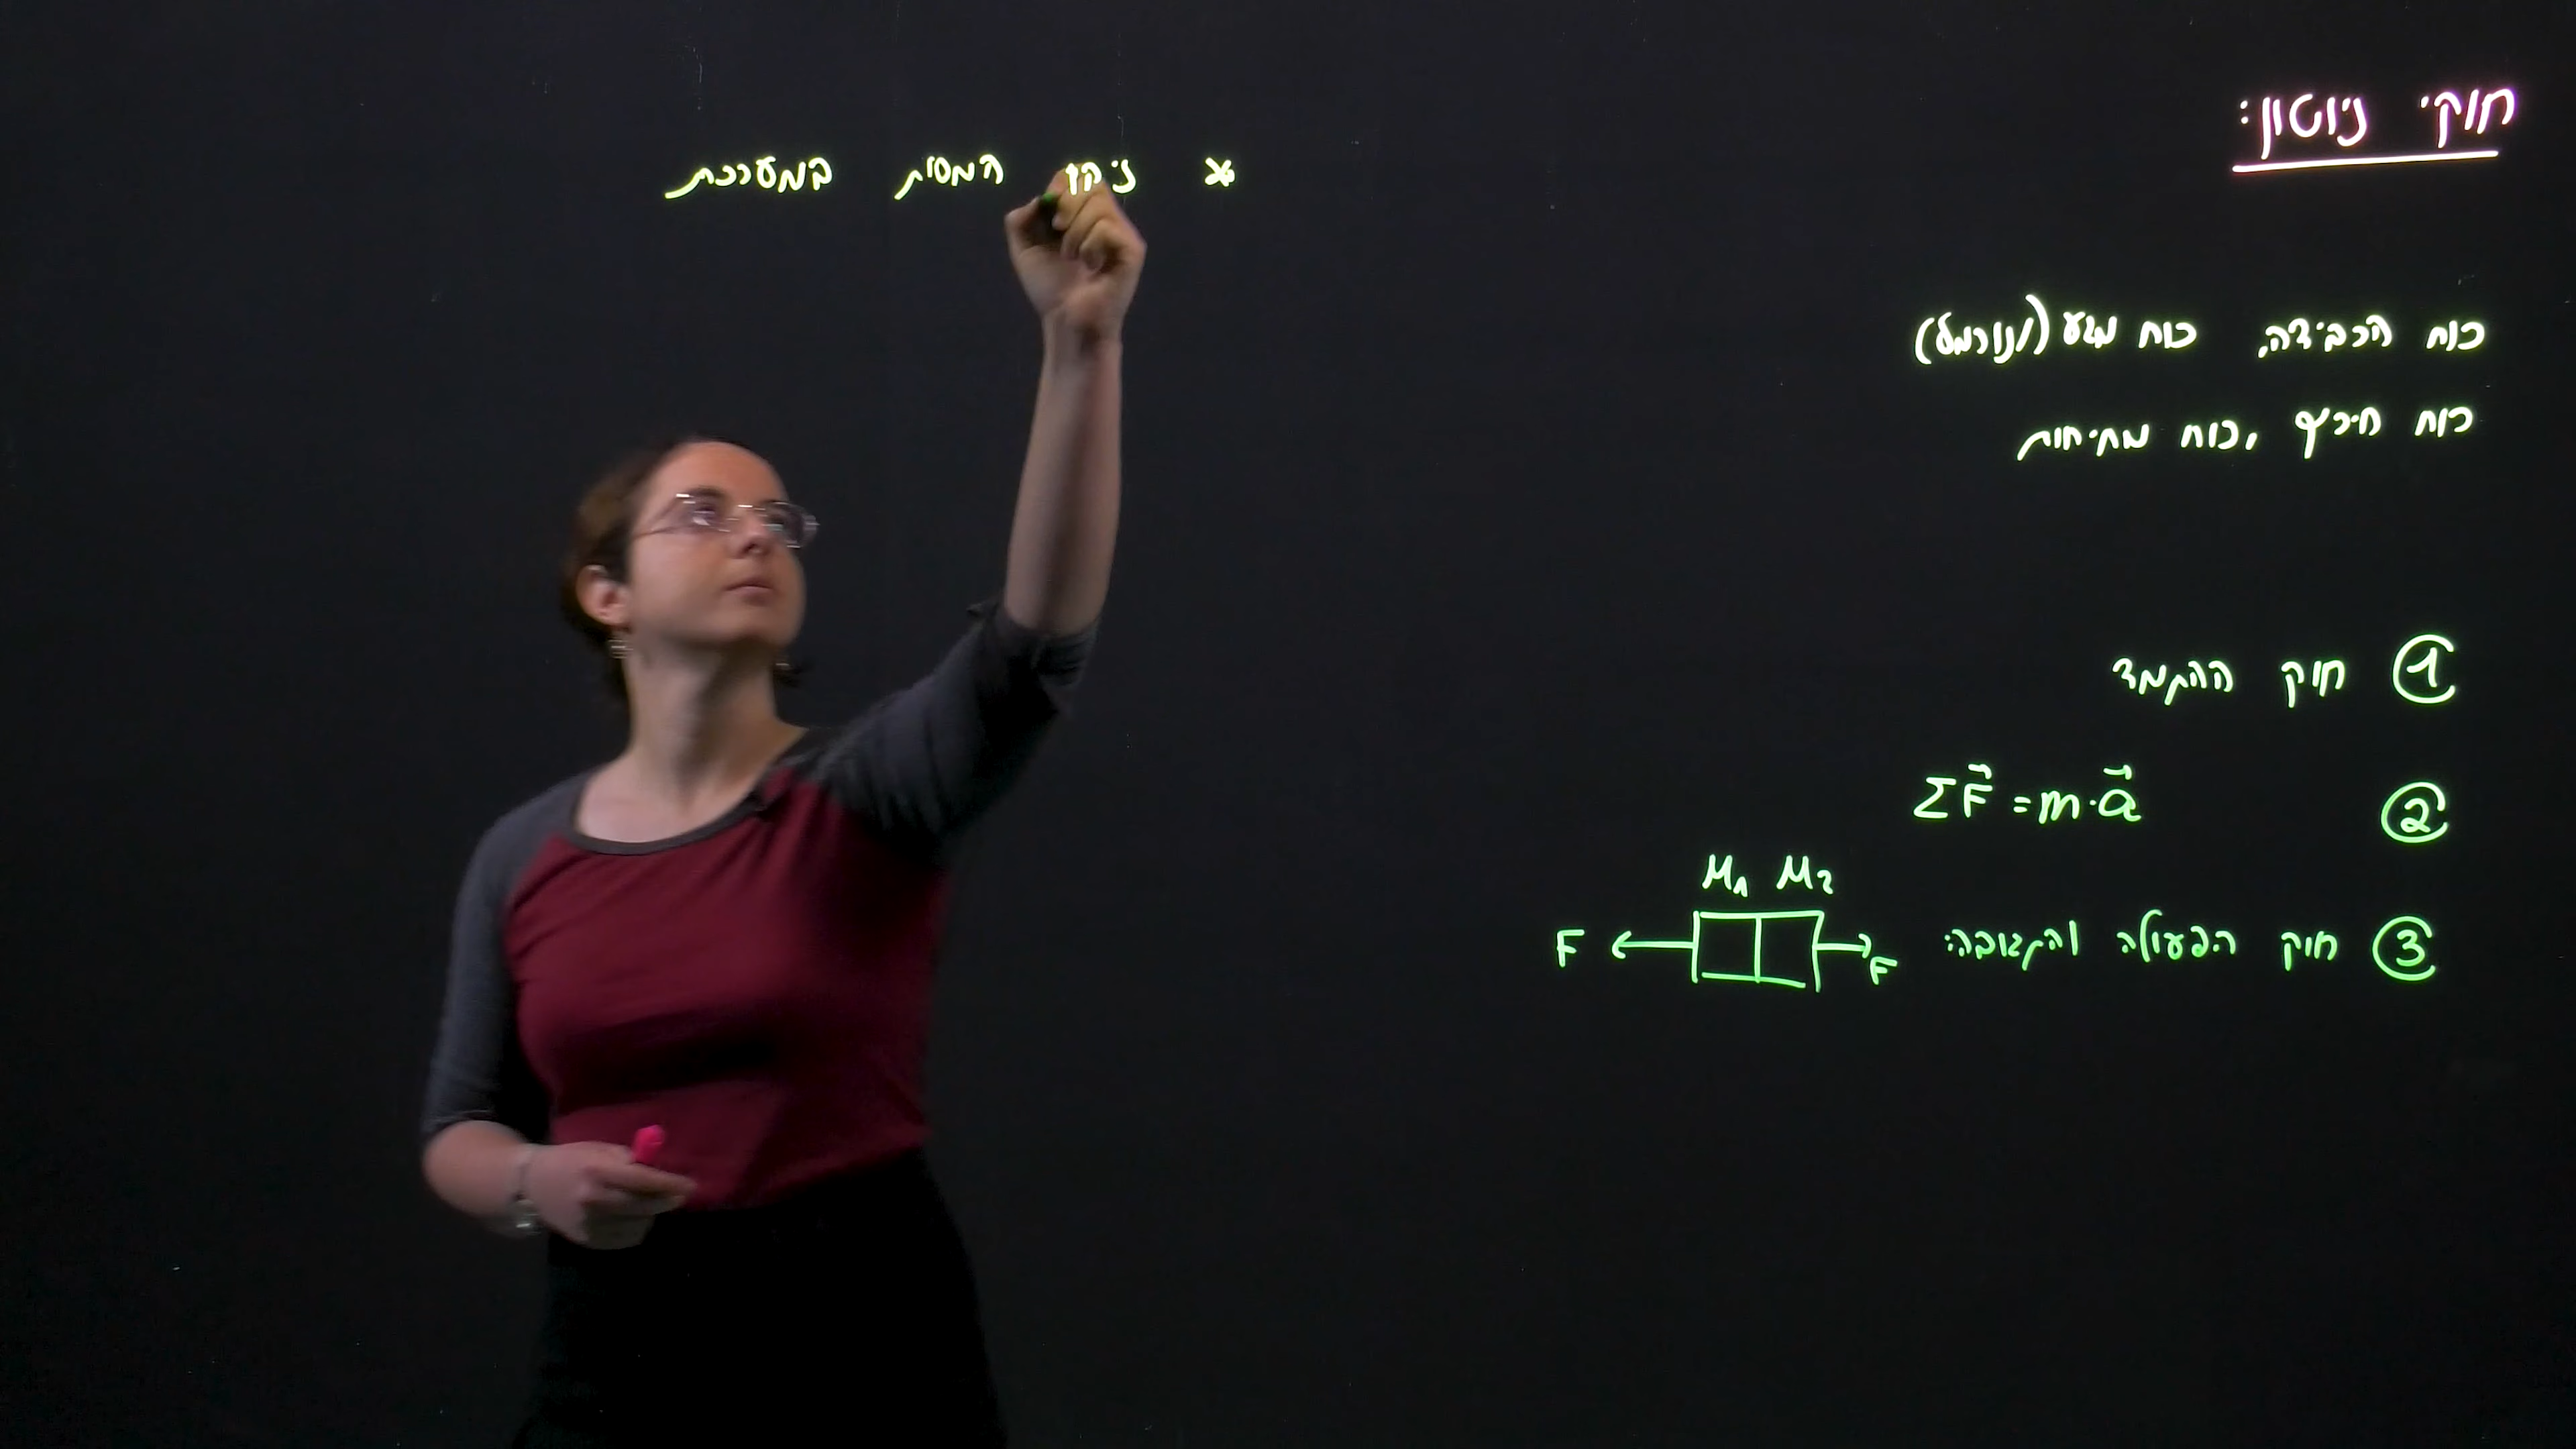 חוקי ניוטון:
כוח הכבידה, כוח מגע (/נורמל)
כוח חיכוך, כוח מתיחות
① חוק ההתמד
② ΣF⃗ = m·a⃗
M₁ M₂
③ חוק הפעולה והתגובה: F F
* המסות במערכת